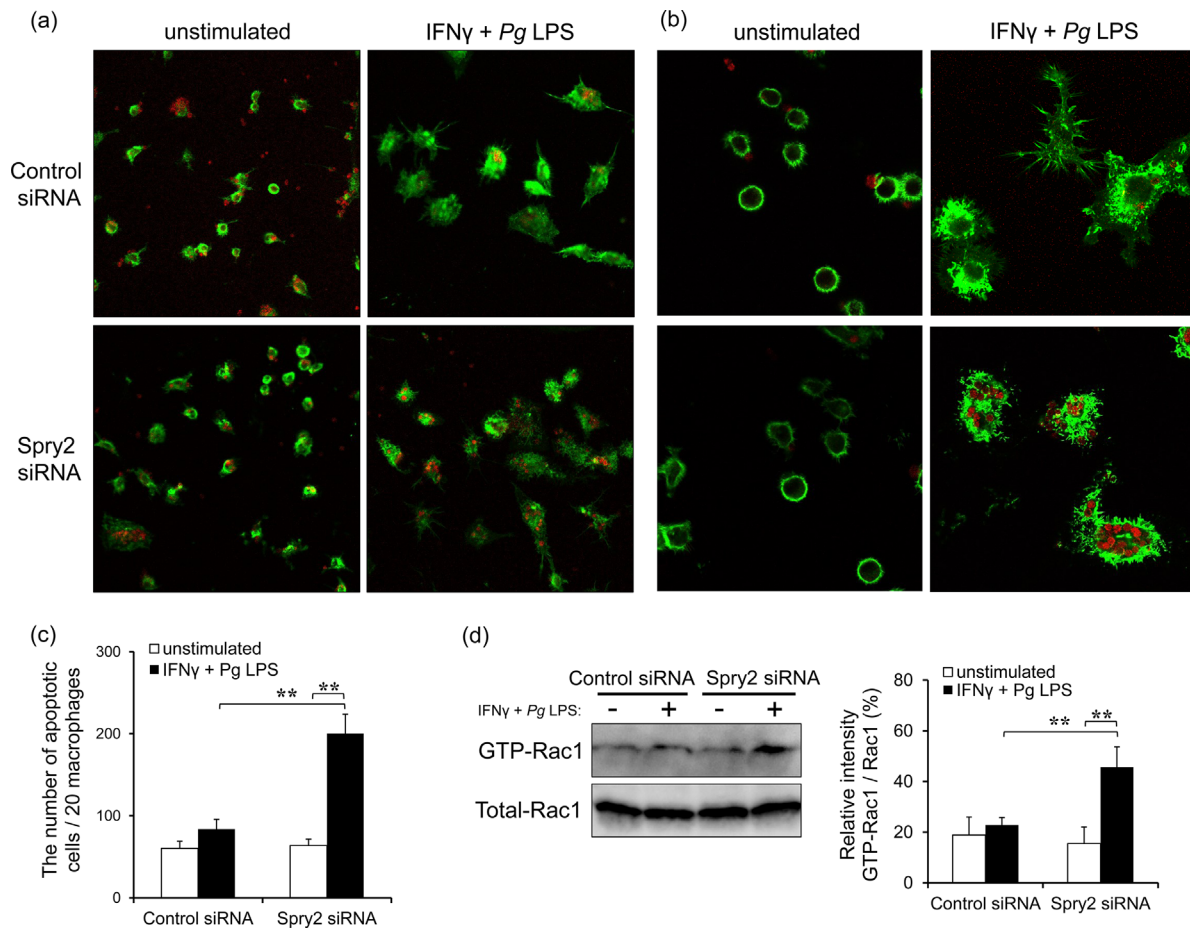 (a)
unstimulated
IFNγ + Pg LPS
(b)
unstimulated
IFNγ + Pg LPS
Control
siRNA
Spry2
siRNA
(c)
The number of apoptotic
cells / 20 macrophages
300
200
100
0
unstimulated
IFNγ + Pg LPS
**
**
Control siRNA
Spry2 siRNA
(d)
Control siRNA
Spry2 siRNA
IFNγ + Pg LPS:
-
+
-
+
GTP-Rac1
Total-Rac1
Relative intensity
GTP-Rac1 / Rac1 (%)
80
60
40
20
0
unstimulated
IFNγ + Pg LPS
**
**
Control siRNA
Spry2 siRNA